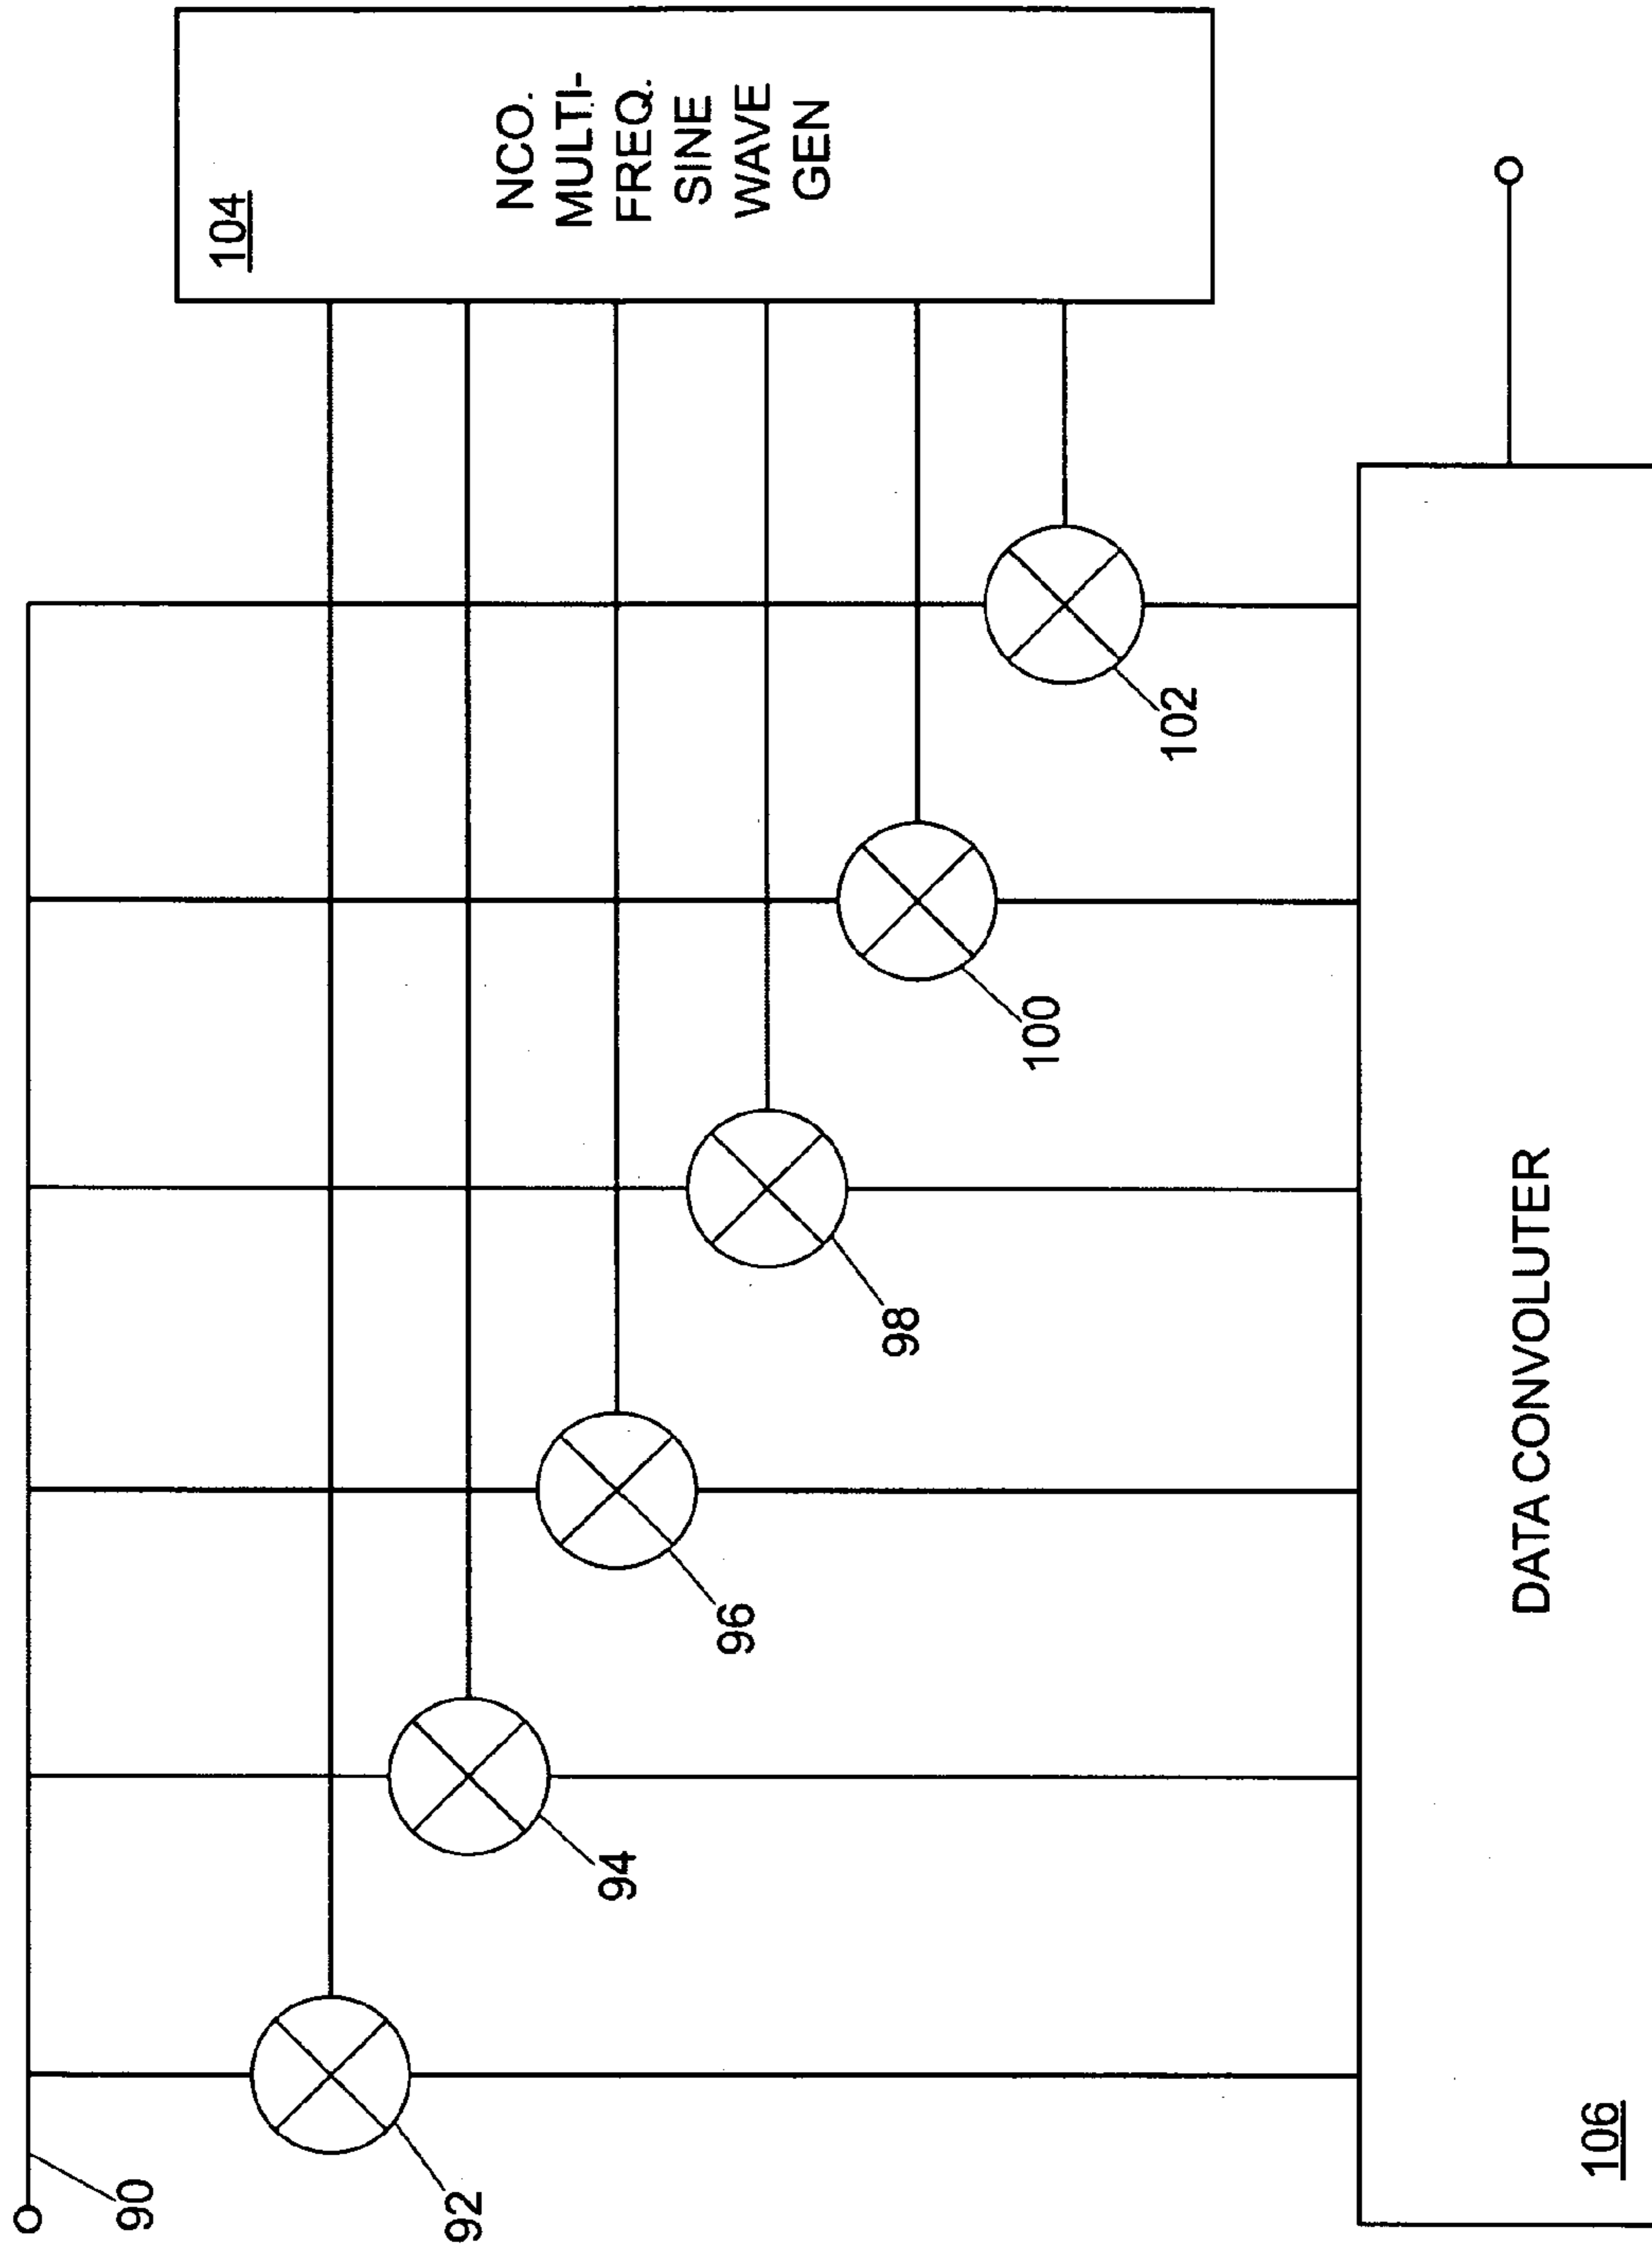 90
92
94
96
98
100
102
104
NCO.
MULTI-
FREQ.
SINE
WAVE
GEN
DATA CONVOLUTER
106